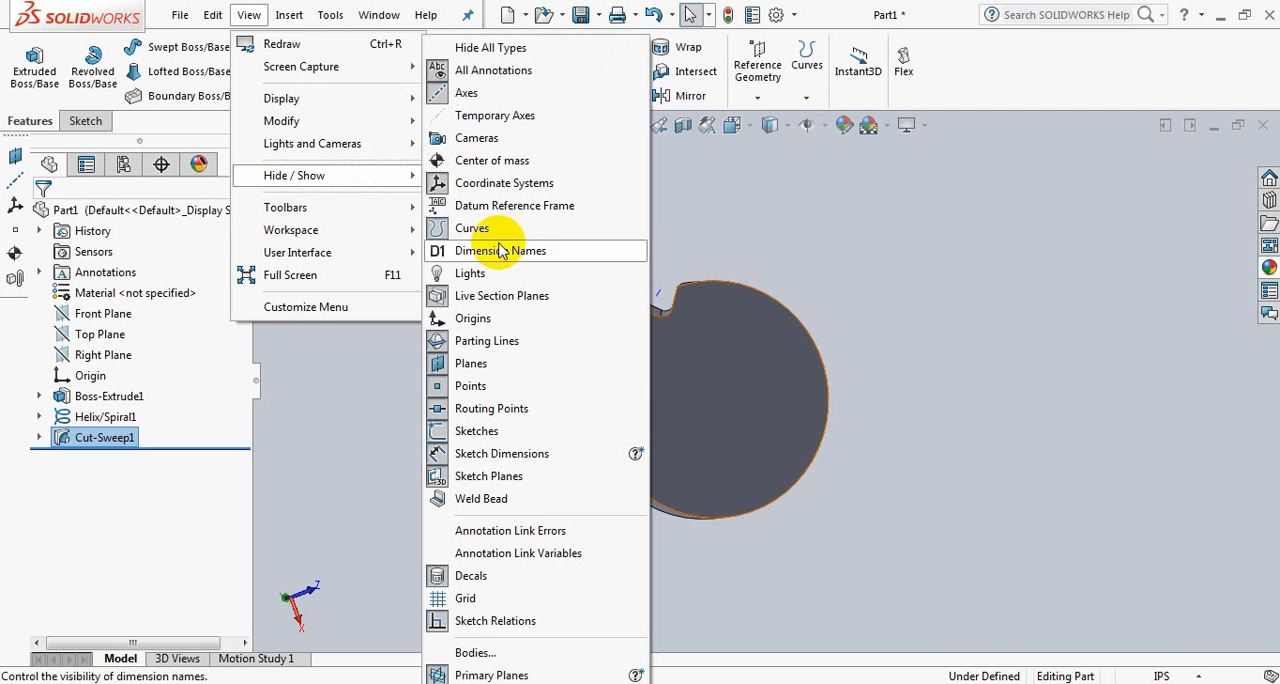 SOLIDWORKS
File Edit View Insert Tools Window Help
Part1 *
Search SOLIDWORKS Help
?
Extruded Boss/Base
Revolved Boss/Base
Swept Boss/Base
Lofted Boss/Base
Boundary Boss/B
Wrap
Intersect
Mirror
Reference Geometry
Curves
Instant3D
Flex
Features Sketch
Part1 (Default<<Default>_Display S
History
Sensors
Annotations
Material <not specified>
Front Plane
Top Plane
Right Plane
Origin
Boss-Extrude1
Helix/Spiral1
Cut-Sweep1
Redraw Ctrl+R
Screen Capture
Display
Modify
Lights and Cameras
Hide / Show
Toolbars
Workspace
User Interface
Full Screen F11
Customize Menu
Hide All Types
Abc All Annotations
Axes
Temporary Axes
Cameras
Center of mass
Coordinate Systems
Datum Reference Frame
Curves
D1 Dimension Names
Lights
Live Section Planes
Origins
Parting Lines
Planes
Points
Routing Points
Sketches
Sketch Dimensions
Sketch Planes
Weld Bead
Annotation Link Errors
Annotation Link Variables
Decals
Grid
Sketch Relations
Bodies...
Primary Planes
Z
X
Model 3D Views Motion Study 1
Control the visibility of dimension names.
Under Defined Editing Part IPS